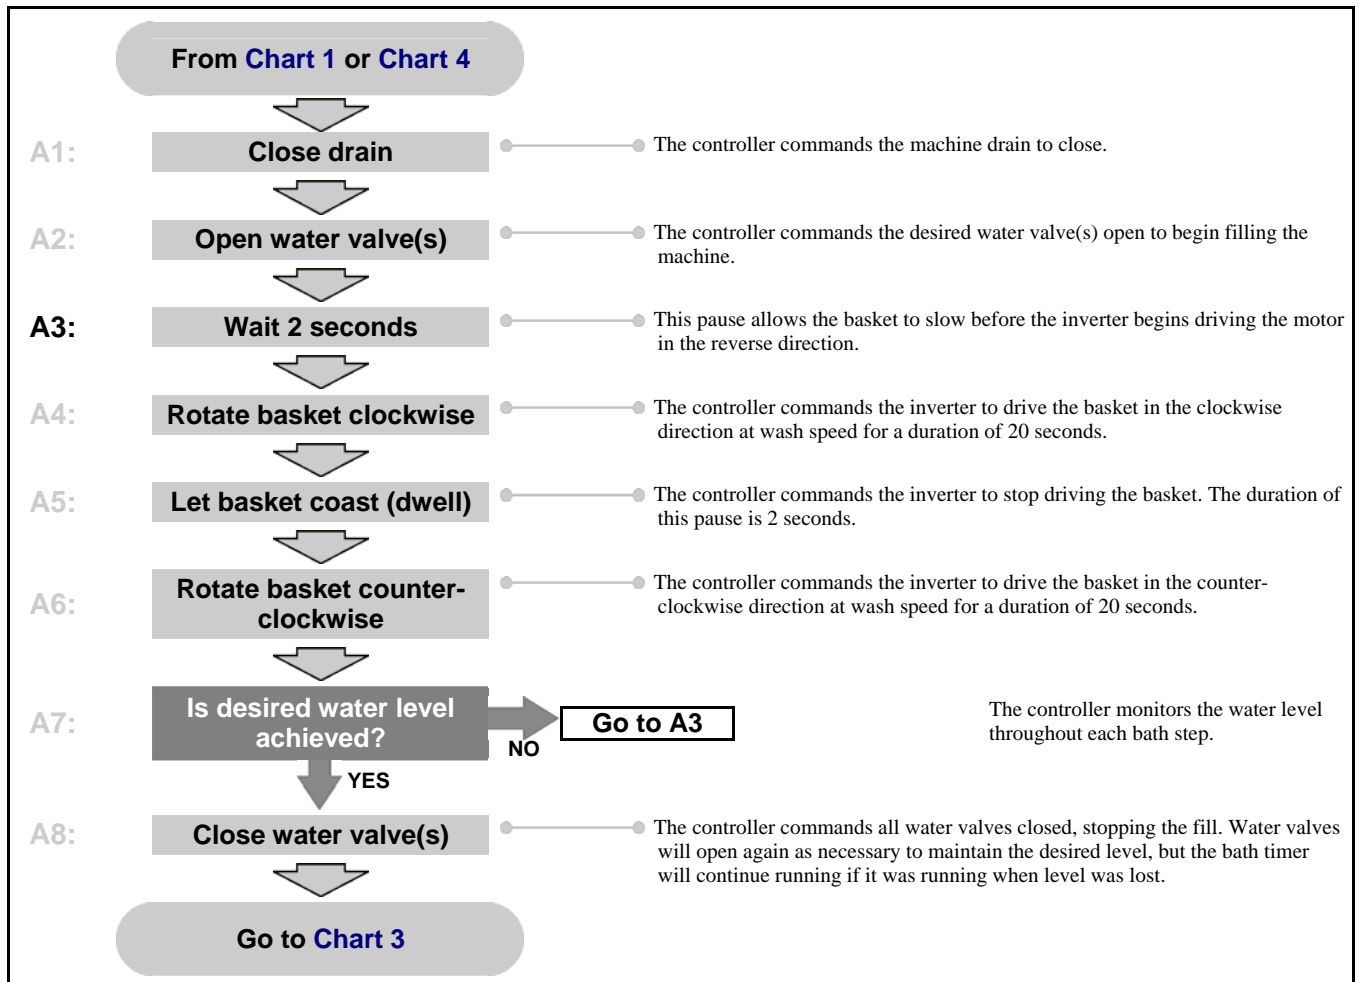 From Chart 1 or Chart 4
A1:
Close drain
The controller commands the machine drain to close.
A2:
Open water valve(s)
The controller commands the desired water valve(s) open to begin filling the
machine.
A3:
Wait 2 seconds
This pause allows the basket to slow before the inverter begins driving the motor
in the reverse direction.
A4:
Rotate basket clockwise
The controller commands the inverter to drive the basket in the clockwise
direction at wash speed for a duration of 20 seconds.
A5:
Let basket coast (dwell)
The controller commands the inverter to stop driving the basket. The duration of
this pause is 2 seconds.
A6:
Rotate basket counter-
clockwise
The controller commands the inverter to drive the basket in the counter-
clockwise direction at wash speed for a duration of 20 seconds.
A7:
Is desired water level
achieved?
NO
Go to A3
The controller monitors the water level
throughout each bath step.
YES
A8:
Close water valve(s)
The controller commands all water valves closed, stopping the fill. Water valves
will open again as necessary to maintain the desired level, but the bath timer
will continue running if it was running when level was lost.
Go to Chart 3